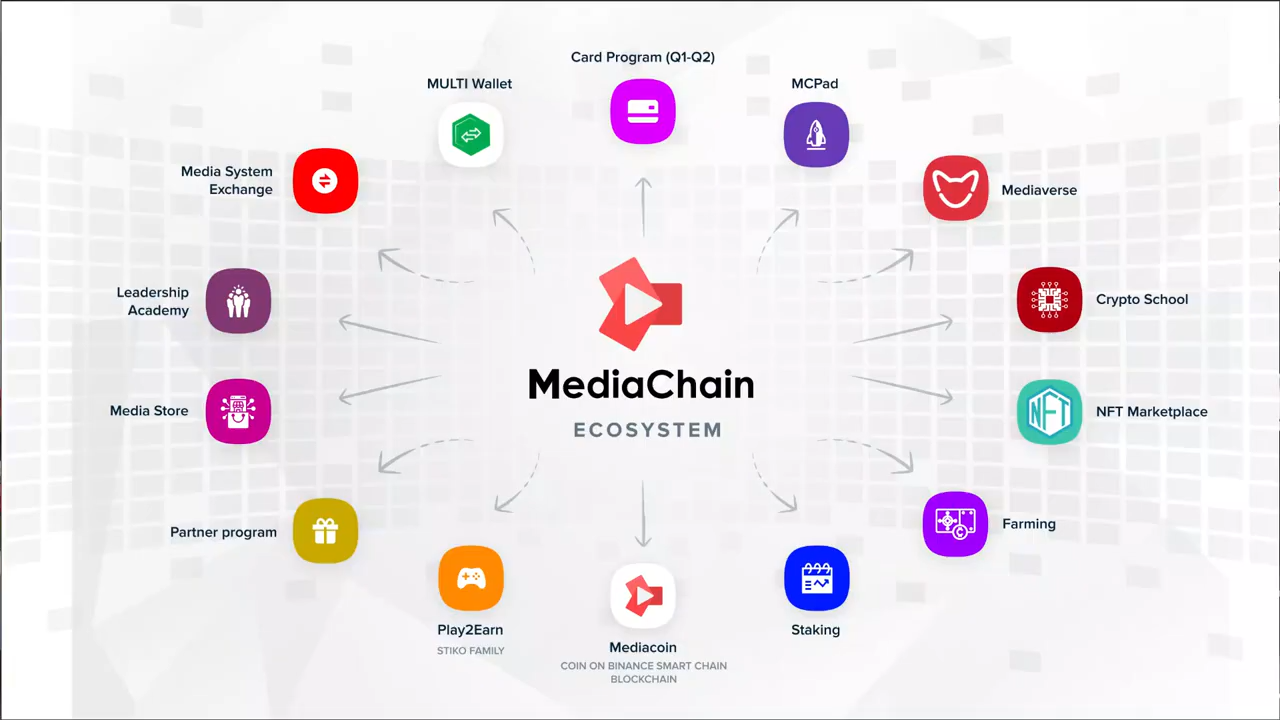 Card Program (Q1-Q2)
MULTI Wallet
MCPad
Media System
Exchange
Mediaverse
Leadership
Academy
Crypto School
MediaChain
ECOSYSTEM
Media Store
NFT Marketplace
NFT
Partner program
Farming
Play2Earn
STIKO FAMILY
Mediacoin
COIN ON BINANCE SMART CHAIN
BLOCKCHAIN
Staking